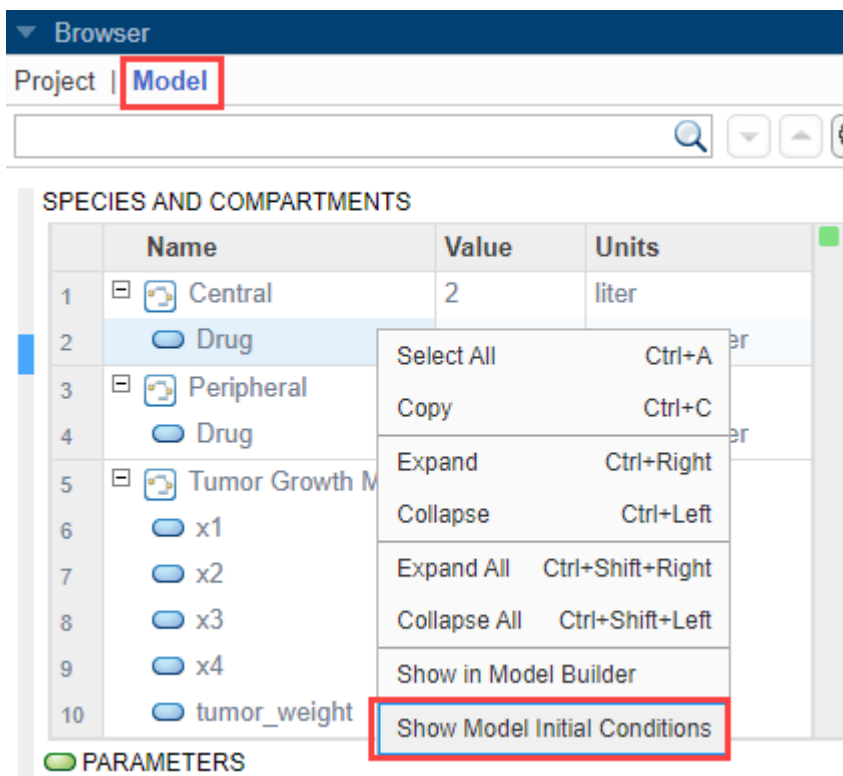 Browser
Project | Model
SPECIES AND COMPARTMENTS
Name Value Units
1 Central 2 liter
2 Drug er
3 Peripheral
4 Drug er
5 Tumor Growth M
6 x1
7 x2
8 x3
9 x4
10 tumor_weight
Select All Ctrl+A
Copy Ctrl+C
Expand Ctrl+Right
Collapse Ctrl+Left
Expand All Ctrl+Shift+Right
Collapse All Ctrl+Shift+Left
Show in Model Builder
Show Model Initial Conditions
PARAMETERS